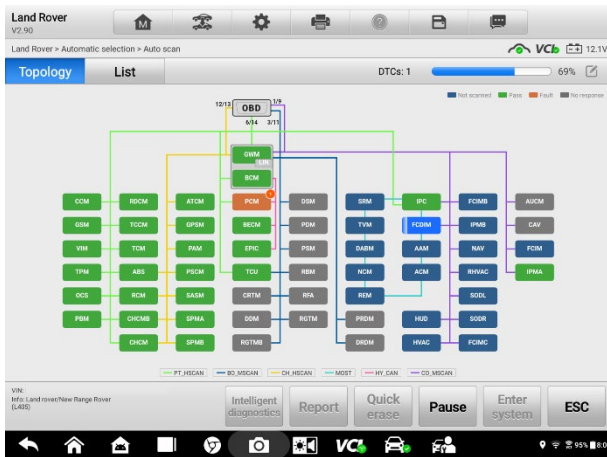 Land Rover
V2.90
Land Rover > Automatic selection > Auto scan
VCI 12.1V
Topology List DTCs: 1 69%
Not scanned Pass Fault No response
12/13 OBD 1/9
6/14 3/11
GWM
LIN
BCM
CCM RDCM ATCM PCM 1 DSM SRM IPC FCIMB AUCM
GSM TCCM GPSM BECM PDM TVM FCDIM IPMB CAV
VIM TCM PAM EPIC PSM DABM AAM NAV FCIM
TPM ABS PSCM TCU RBM NCM ACM RHVAC IPMA
OCS RCM SASM CRTM RFA REM SODL
PBM CHCMB SPMA DDM RGTM PRDM HUD SODR
CHCM SPMB RGTMB DRDM HVAC FCIMC
PT_HSCAN BO_MSCAN CH_HSCAN MOST HY_CAN CO_MSCAN
VIN:
Info: Land rover/New Range Rover
(L405)
Intelligent
diagnostics
Report
Quick
erase
Pause
Enter
system
ESC
VCI 95% 8:0